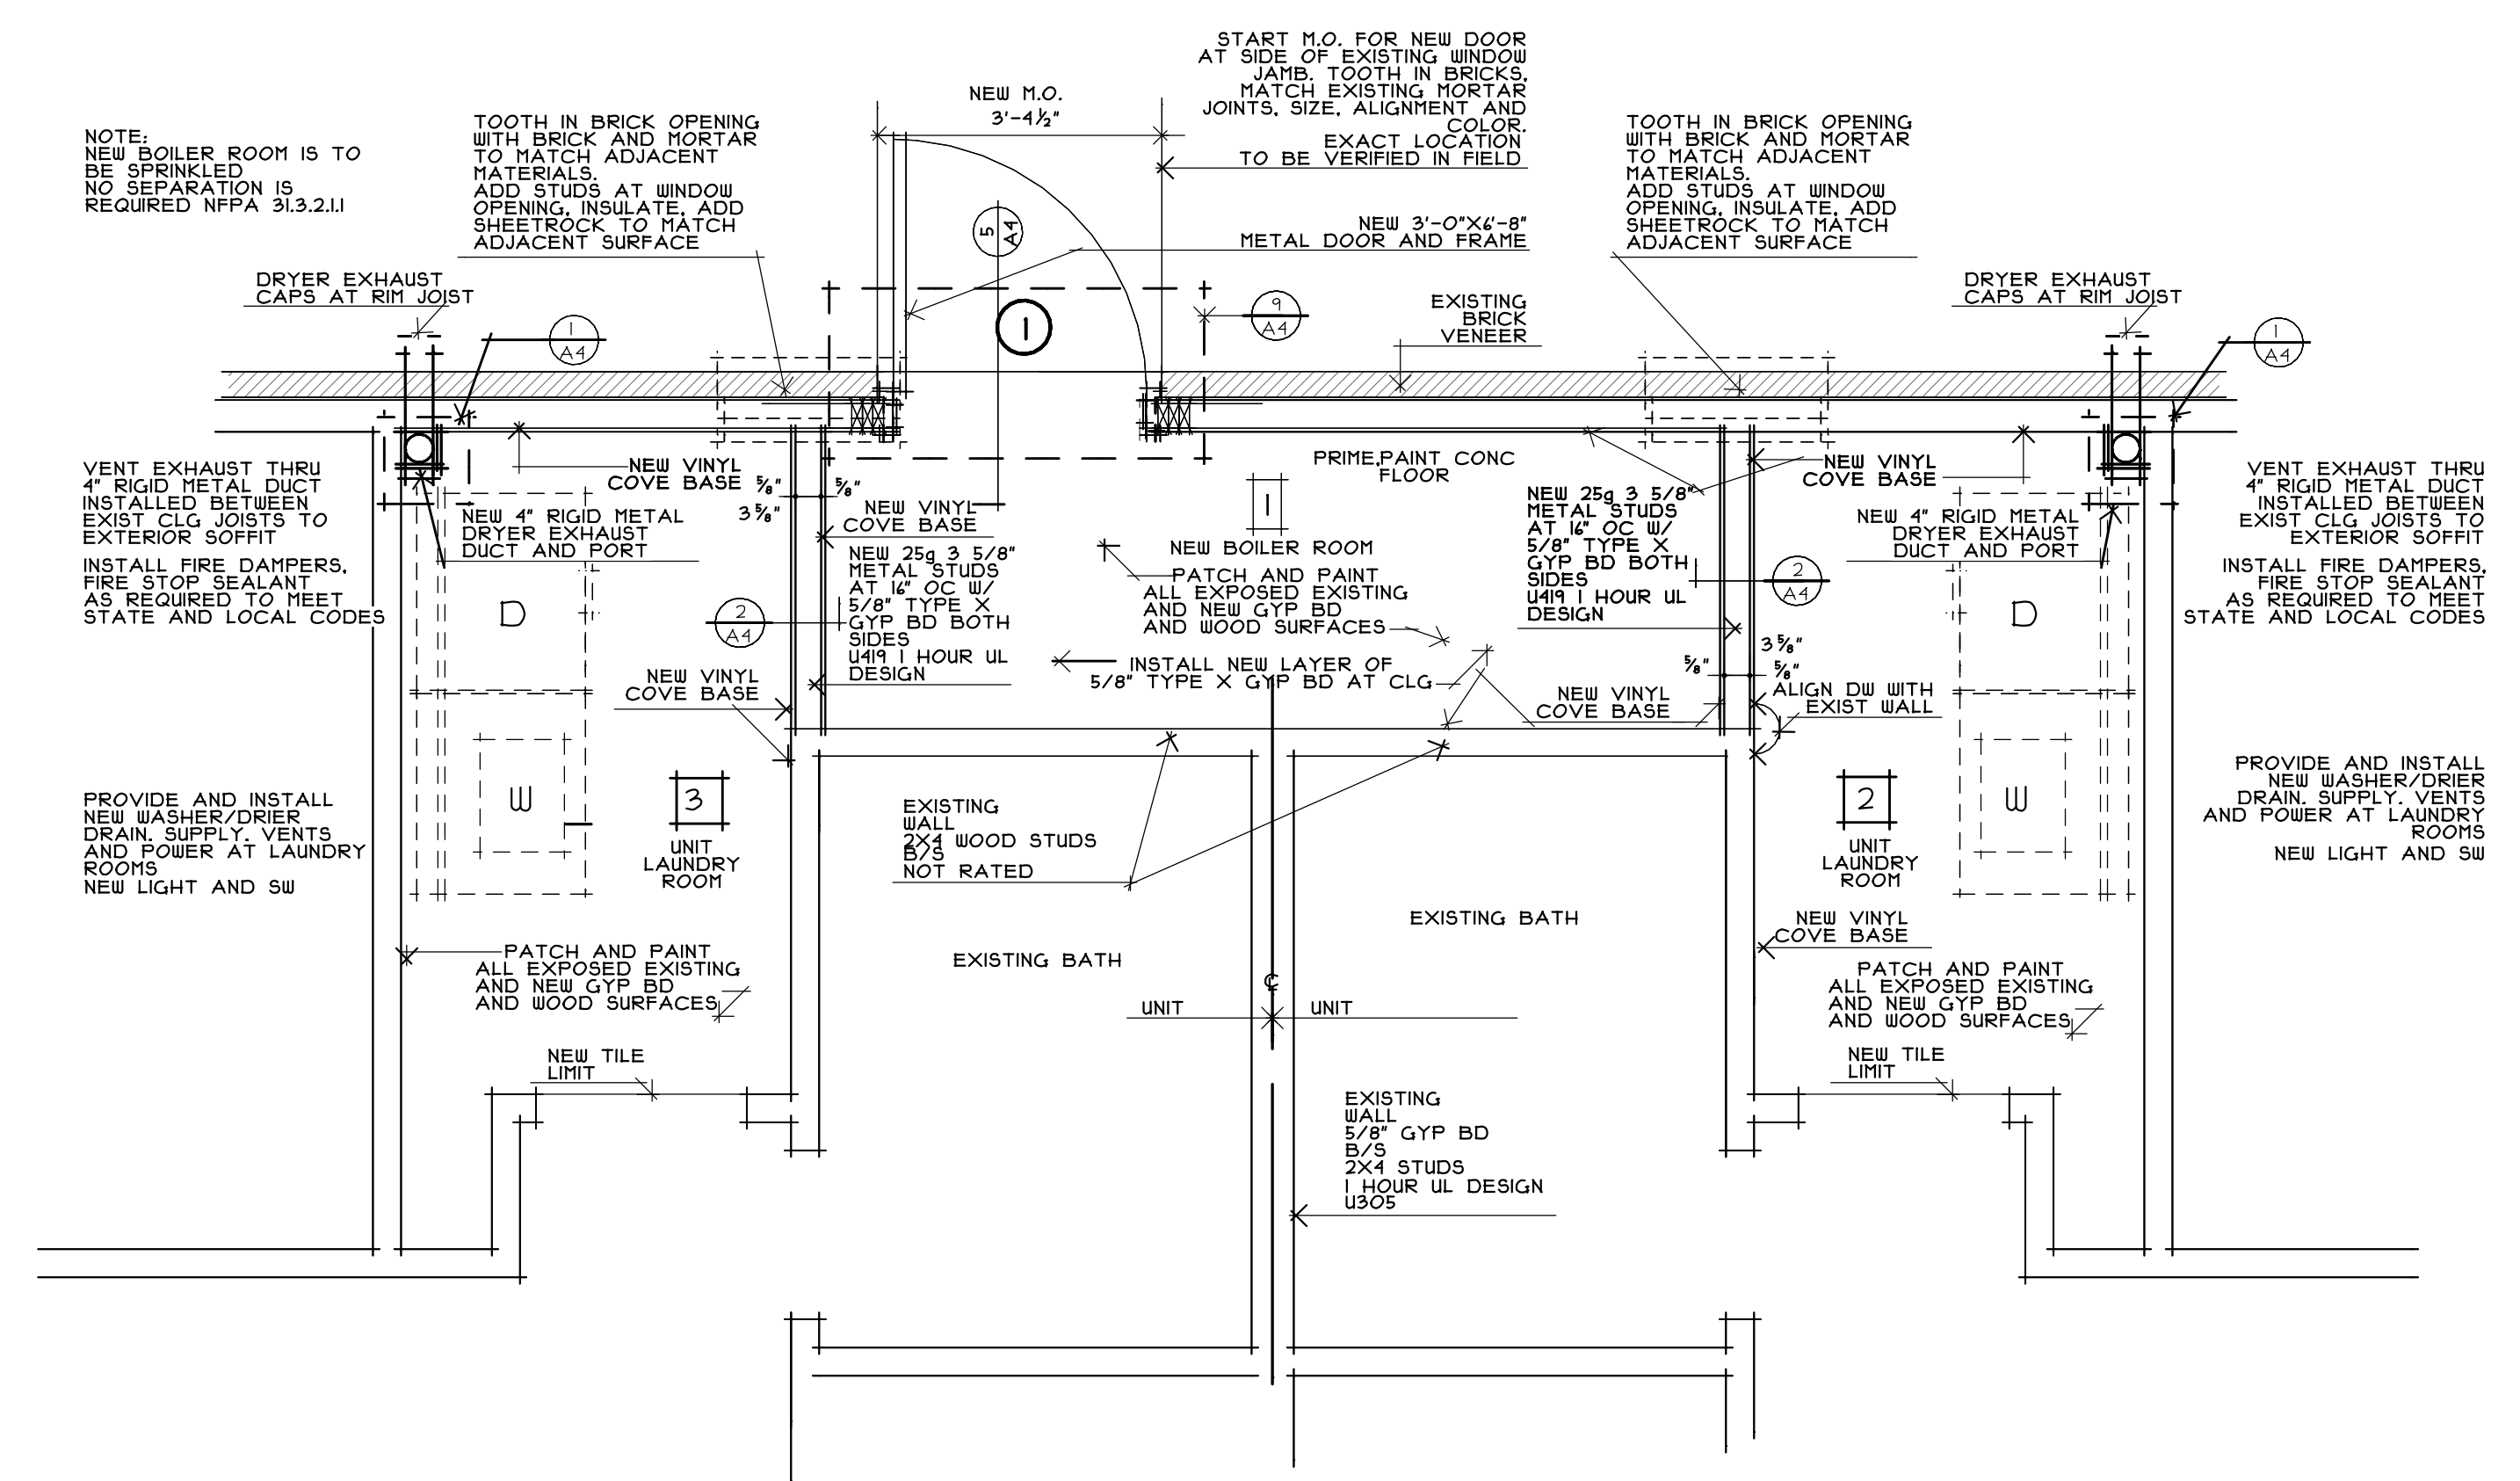 START M.O. FOR NEW DOOR
AT SIDE OF EXISTING WINDOW
JAMB. TOOTH IN BRICKS,
MATCH EXISTING MORTAR
JOINTS, SIZE, ALIGNMENT AND
COLOR.
EXACT LOCATION
TO BE VERIFIED IN FIELD
NEW M.O.
3'-4½"
NOTE:
NEW BOILER ROOM IS TO
BE SPRINKLED
NO SEPARATION IS
REQUIRED NFPA 31.3.2.1.1
TOOTH IN BRICK OPENING
WITH BRICK AND MORTAR
TO MATCH ADJACENT
MATERIALS.
ADD STUDS AT WINDOW
OPENING, INSULATE, ADD
SHEETROCK TO MATCH
ADJACENT SURFACE
TOOTH IN BRICK OPENING
WITH BRICK AND MORTAR
TO MATCH ADJACENT
MATERIALS.
ADD STUDS AT WINDOW
OPENING, INSULATE, ADD
SHEETROCK TO MATCH
ADJACENT SURFACE
5
A4
NEW 3'-0"X6'-8"
METAL DOOR AND FRAME
DRYER EXHAUST
CAPS AT RIM JOIST
DRYER EXHAUST
CAPS AT RIM JOIST
1
A4
1
9
A4
EXISTING
BRICK
VENEER
1
A4
VENT EXHAUST THRU
4" RIGID METAL DUCT
INSTALLED BETWEEN
EXIST CLG JOISTS TO
EXTERIOR SOFFIT
INSTALL FIRE DAMPERS,
FIRE STOP SEALANT
AS REQUIRED TO MEET
STATE AND LOCAL CODES
NEW VINYL
COVE BASE
5/8"
5/8"
3 5/8"
NEW 4" RIGID METAL
DRYER EXHAUST
DUCT AND PORT
NEW VINYL
COVE BASE
NEW 25g 3 5/8"
METAL STUDS
AT 16" OC W/
5/8" TYPE X
GYP BD BOTH
SIDES
U419 1 HOUR UL
DESIGN
2
A4
D
NEW VINYL
COVE BASE
PRIME,PAINT CONC
FLOOR
1
NEW BOILER ROOM
PATCH AND PAINT
ALL EXPOSED EXISTING
AND NEW GYP BD
AND WOOD SURFACES
INSTALL NEW LAYER OF
5/8" TYPE X GYP BD AT CLG
NEW 25g 3 5/8"
METAL STUDS
AT 16" OC W/
5/8" TYPE X
GYP BD BOTH
SIDES
U419 1 HOUR UL
DESIGN
NEW VINYL
COVE BASE
NEW VINYL
COVE BASE
NEW 4" RIGID METAL
DRYER EXHAUST
DUCT AND PORT
2
A4
D
3 5/8"
5/8"
5/8"
ALIGN DW WITH
EXIST WALL
VENT EXHAUST THRU
4" RIGID METAL DUCT
INSTALLED BETWEEN
EXIST CLG JOISTS TO
EXTERIOR SOFFIT
INSTALL FIRE DAMPERS,
FIRE STOP SEALANT
AS REQUIRED TO MEET
STATE AND LOCAL CODES
PROVIDE AND INSTALL
NEW WASHER/DRIER
DRAIN. SUPPLY. VENTS
AND POWER AT LAUNDRY
ROOMS
NEW LIGHT AND SW
W
3
UNIT
LAUNDRY
ROOM
EXISTING
WALL
2X4 WOOD STUDS
B/S
NOT RATED
2
UNIT
LAUNDRY
ROOM
W
PROVIDE AND INSTALL
NEW WASHER/DRIER
DRAIN. SUPPLY. VENTS
AND POWER AT LAUNDRY
ROOMS
NEW LIGHT AND SW
EXISTING BATH
EXISTING BATH
NEW VINYL
COVE BASE
PATCH AND PAINT
ALL EXPOSED EXISTING
AND NEW GYP BD
AND WOOD SURFACES
PATCH AND PAINT
ALL EXPOSED EXISTING
AND NEW GYP BD
AND WOOD SURFACES
℄
UNIT
UNIT
NEW TILE
LIMIT
NEW TILE
LIMIT
EXISTING
WALL
5/8" GYP BD
B/S
2X4 STUDS
1 HOUR UL DESIGN
U305